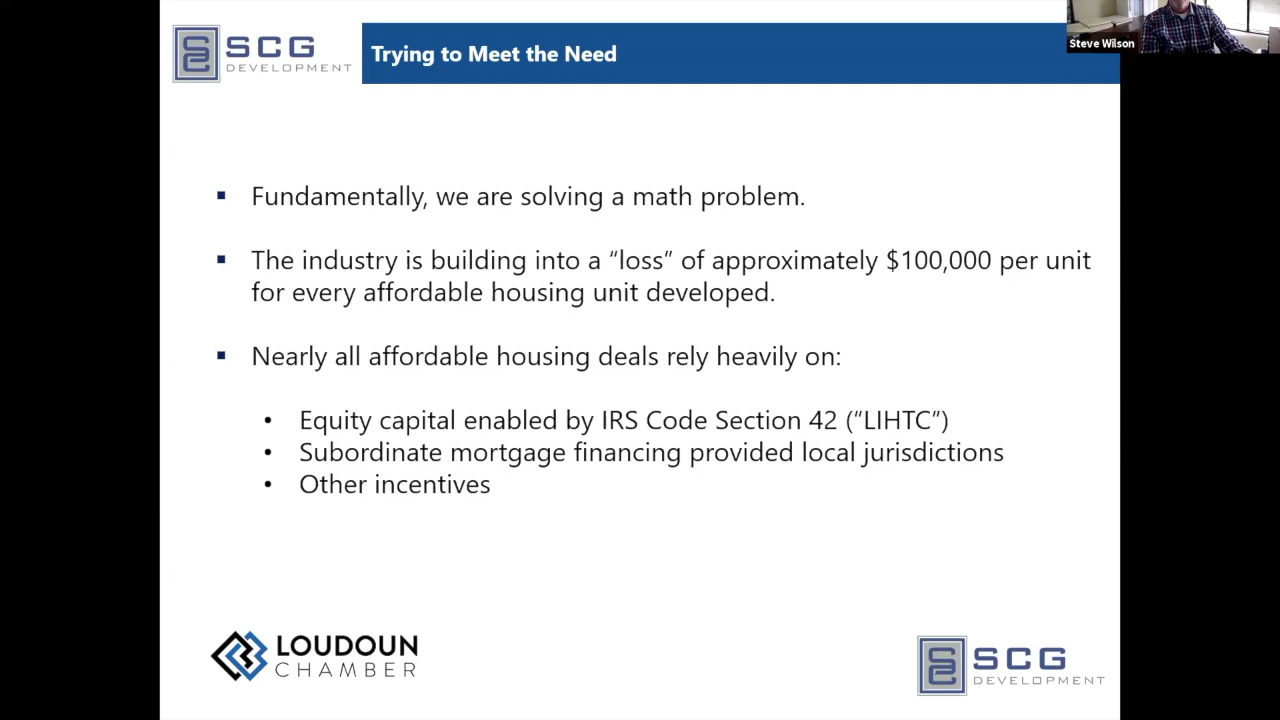 SCG
DEVELOPMENT
Trying to Meet the Need
Steve Wilson
Fundamentally, we are solving a math problem.
The industry is building into a “loss” of approximately $100,000 per unit
for every affordable housing unit developed.
Nearly all affordable housing deals rely heavily on:
Equity capital enabled by IRS Code Section 42 (“LIHTC”)
Subordinate mortgage financing provided local jurisdictions
Other incentives
LOUDOUN
CHAMBER
SCG
DEVELOPMENT